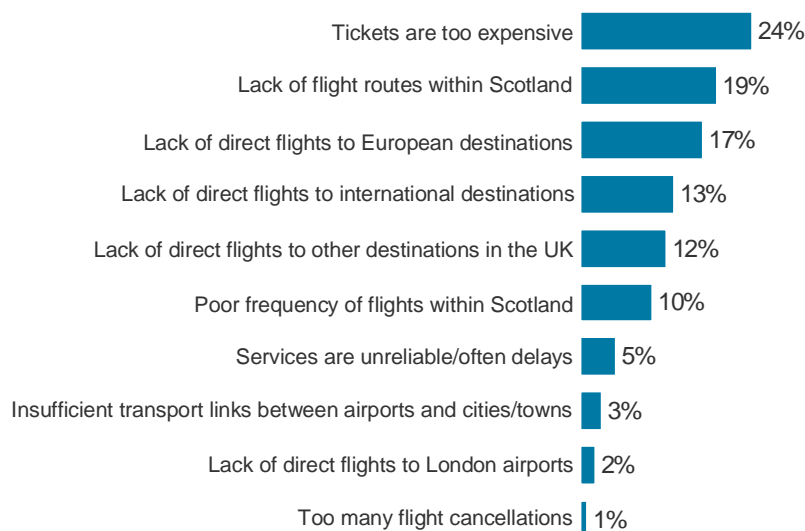 Tickets are too expensive 24%
Lack of flight routes within Scotland 19%
Lack of direct flights to European destinations 17%
Lack of direct flights to international destinations 13%
Lack of direct flights to other destinations in the UK 12%
Poor frequency of flights within Scotland 10%
Services are unreliable/often delays 5%
Insufficient transport links between airports and cities/towns 3%
Lack of direct flights to London airports 2%
Too many flight cancellations 1%